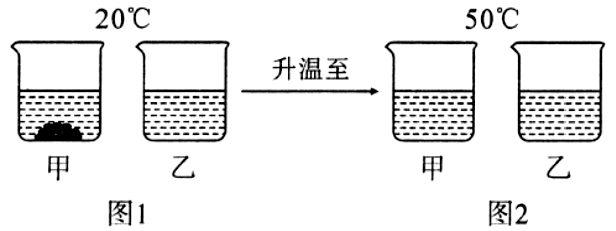 20℃ 50℃
升温至
甲 乙 甲 乙
图1 图2